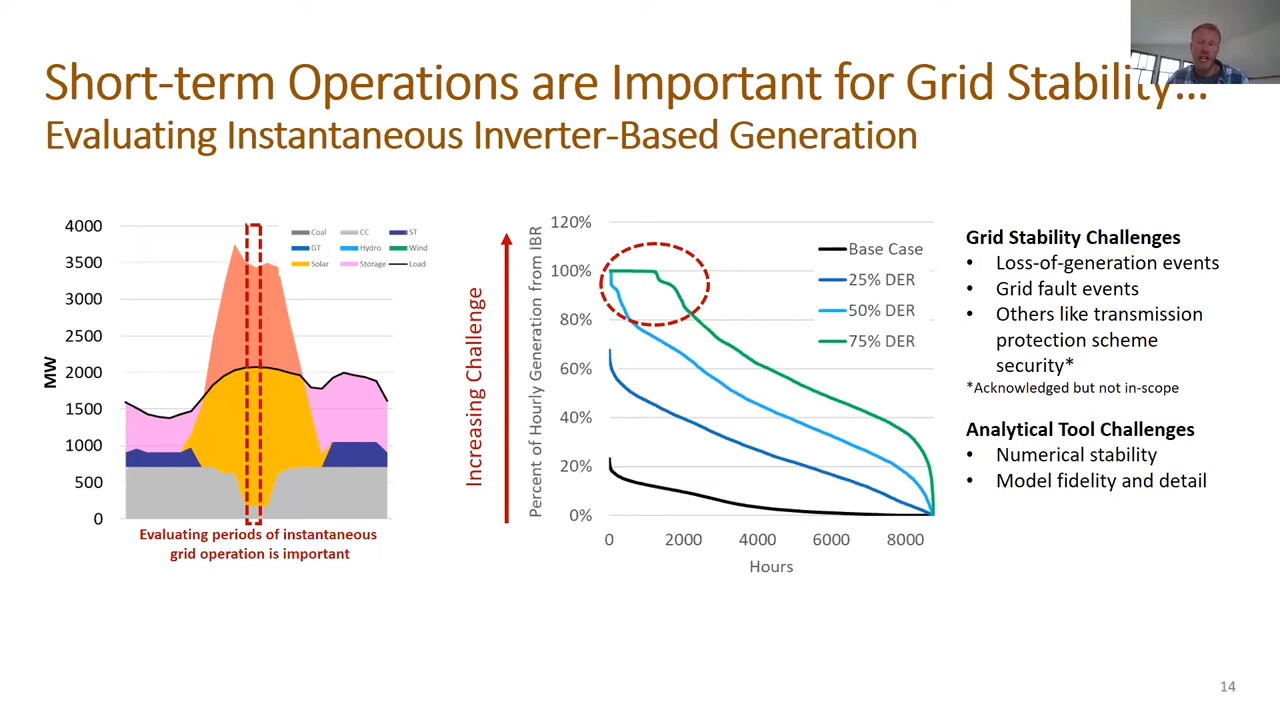 Short-term Operations are Important for Grid Stability...
Evaluating Instantaneous Inverter-Based Generation
4000
3500
3000
2500
2000
1500
1000
500
0
MW
Coal CC ST
GT Hydro Wind
Solar Storage Load
Evaluating periods of instantaneous
grid operation is important
Increasing Challenge
Percent of Hourly Generation from IBR
120%
100%
80%
60%
40%
20%
0%
0 2000 4000 6000 8000
Hours
Base Case
25% DER
50% DER
75% DER
Grid Stability Challenges
• Loss-of-generation events
• Grid fault events
• Others like transmission
protection scheme
security*
*Acknowledged but not in-scope
Analytical Tool Challenges
• Numerical stability
• Model fidelity and detail
14